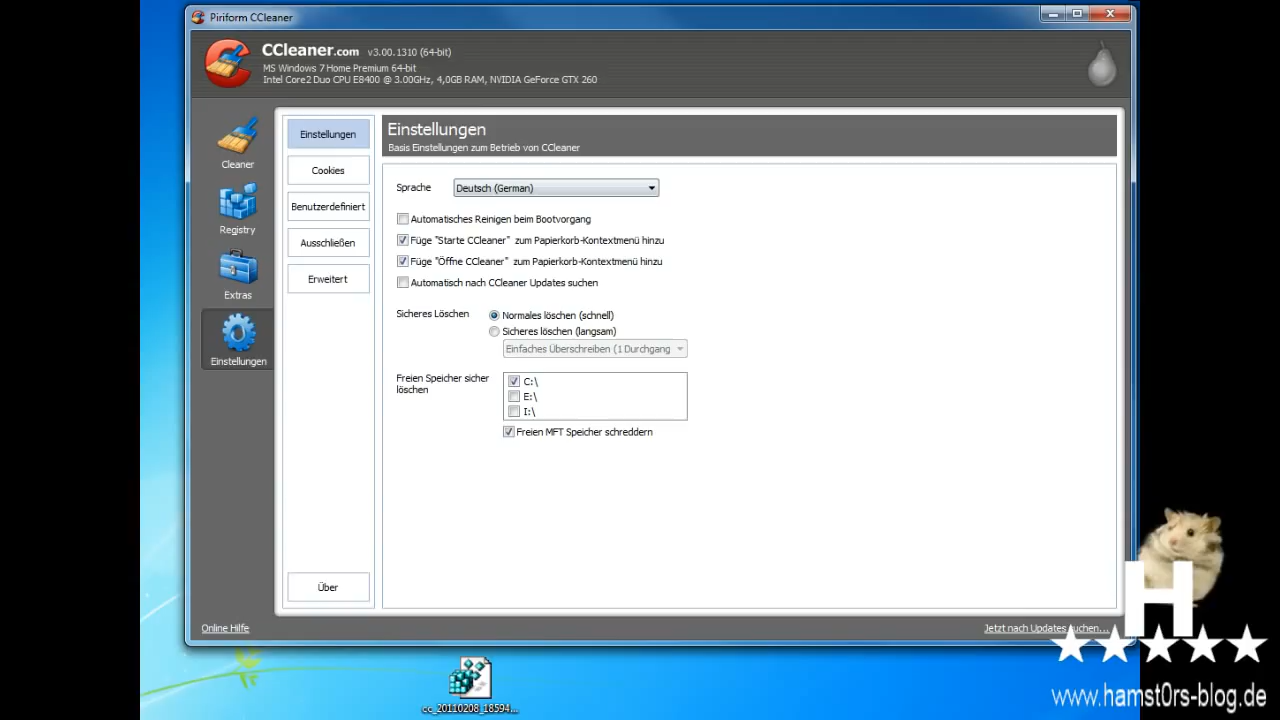 Piriform CCleaner
CCleaner.com v3.00.1310 (64-bit)
MS Windows 7 Home Premium 64-bit
Intel Core2 Duo CPU E8400 @ 3.00GHz, 4,0GB RAM, NVIDIA GeForce GTX 260
Cleaner
Registry
Extras
Einstellungen
Einstellungen
Cookies
Benutzerdefiniert
Ausschließen
Erweitert
Über
Einstellungen
Basis Einstellungen zum Betrieb von CCleaner
Sprache Deutsch (German)
Automatisches Reinigen beim Bootvorgang
Füge "Starte CCleaner" zum Papierkorb-Kontextmenü hinzu
Füge "Öffne CCleaner" zum Papierkorb-Kontextmenü hinzu
Automatisch nach CCleaner Updates suchen
Sicheres Löschen Normales löschen (schnell)
Sicheres löschen (langsam)
Einfaches Überschreiben (1 Durchgang
Freien Speicher sicher
löschen
C:\
E:\
I:\
Freien MFT Speicher schreddern
Online Hilfe
Jetzt nach Updates suchen...
cc_20110208_18594...
H
www.hamst0rs-blog.de